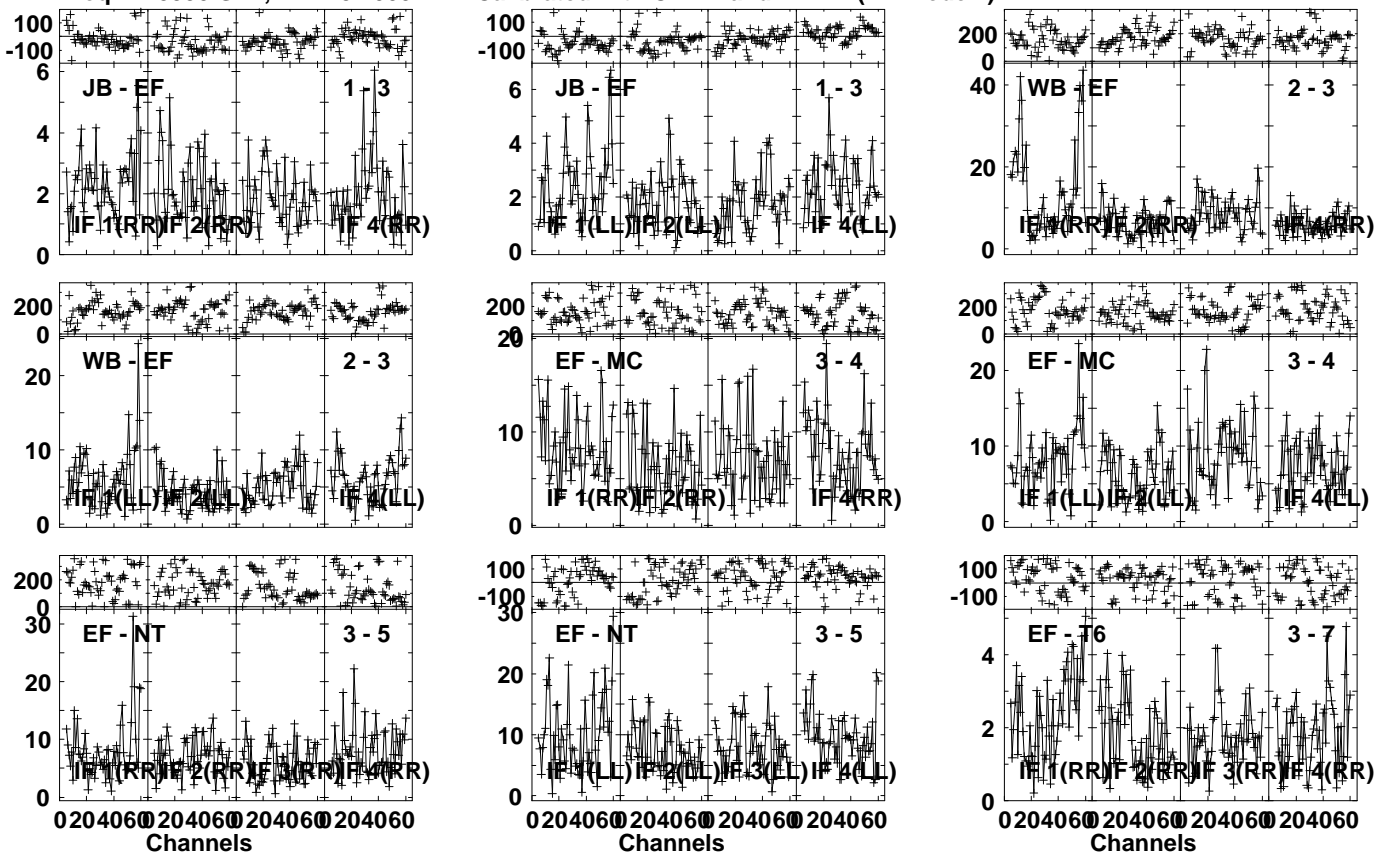 100
-100
6
4
2
0
JB - EF
1 - 3
IF 1(RR)
IF 2(RR)
IF 4(RR)
100
-100
6
4
2
0
JB - EF
1 - 3
IF 1(LL)
IF 2(LL)
IF 4(LL)
200
0
40
20
0
WB - EF
2 - 3
IF 1(RR)
IF 2(RR)
IF 4(RR)
200
0
20
10
0
WB - EF
2 - 3
IF 1(LL)
IF 2(LL)
IF 4(LL)
200
0
20
10
0
EF - MC
3 - 4
IF 1(RR)
IF 2(RR)
IF 4(RR)
200
0
20
10
0
EF - MC
3 - 4
IF 1(LL)
IF 2(LL)
IF 4(LL)
200
0
30
20
10
0
EF - NT
3 - 5
IF 1(RR)
IF 2(RR)
IF 3(RR)
IF 4(RR)
0 20 40 60 0 20 40 60 0 20 40 60 0 20 40 60
Channels
100
-100
30
20
10
0
EF - NT
3 - 5
IF 1(LL)
IF 2(LL)
IF 3(LL)
IF 4(LL)
0 20 40 60 0 20 40 60 0 20 40 60 0 20 40 60
Channels
100
-100
4
2
0
EF - T6
3 - 7
IF 1(RR)
IF 2(RR)
IF 3(RR)
IF 4(RR)
0 20 40 60 0 20 40 60 0 20 40 60 0 20 40 60
Channels